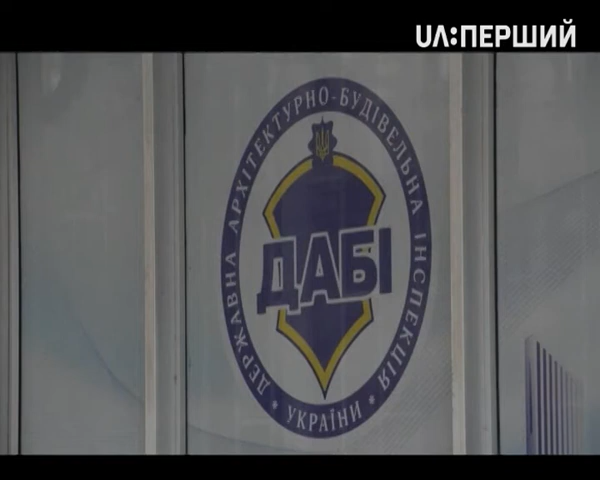 UA:ПЕРШИЙ
ДЕРЖАВНА АРХІТЕКТУРНО-БУДІВЕЛЬНА ІНСПЕКЦІЯ
ДАБІ
* УКРАЇНИ *